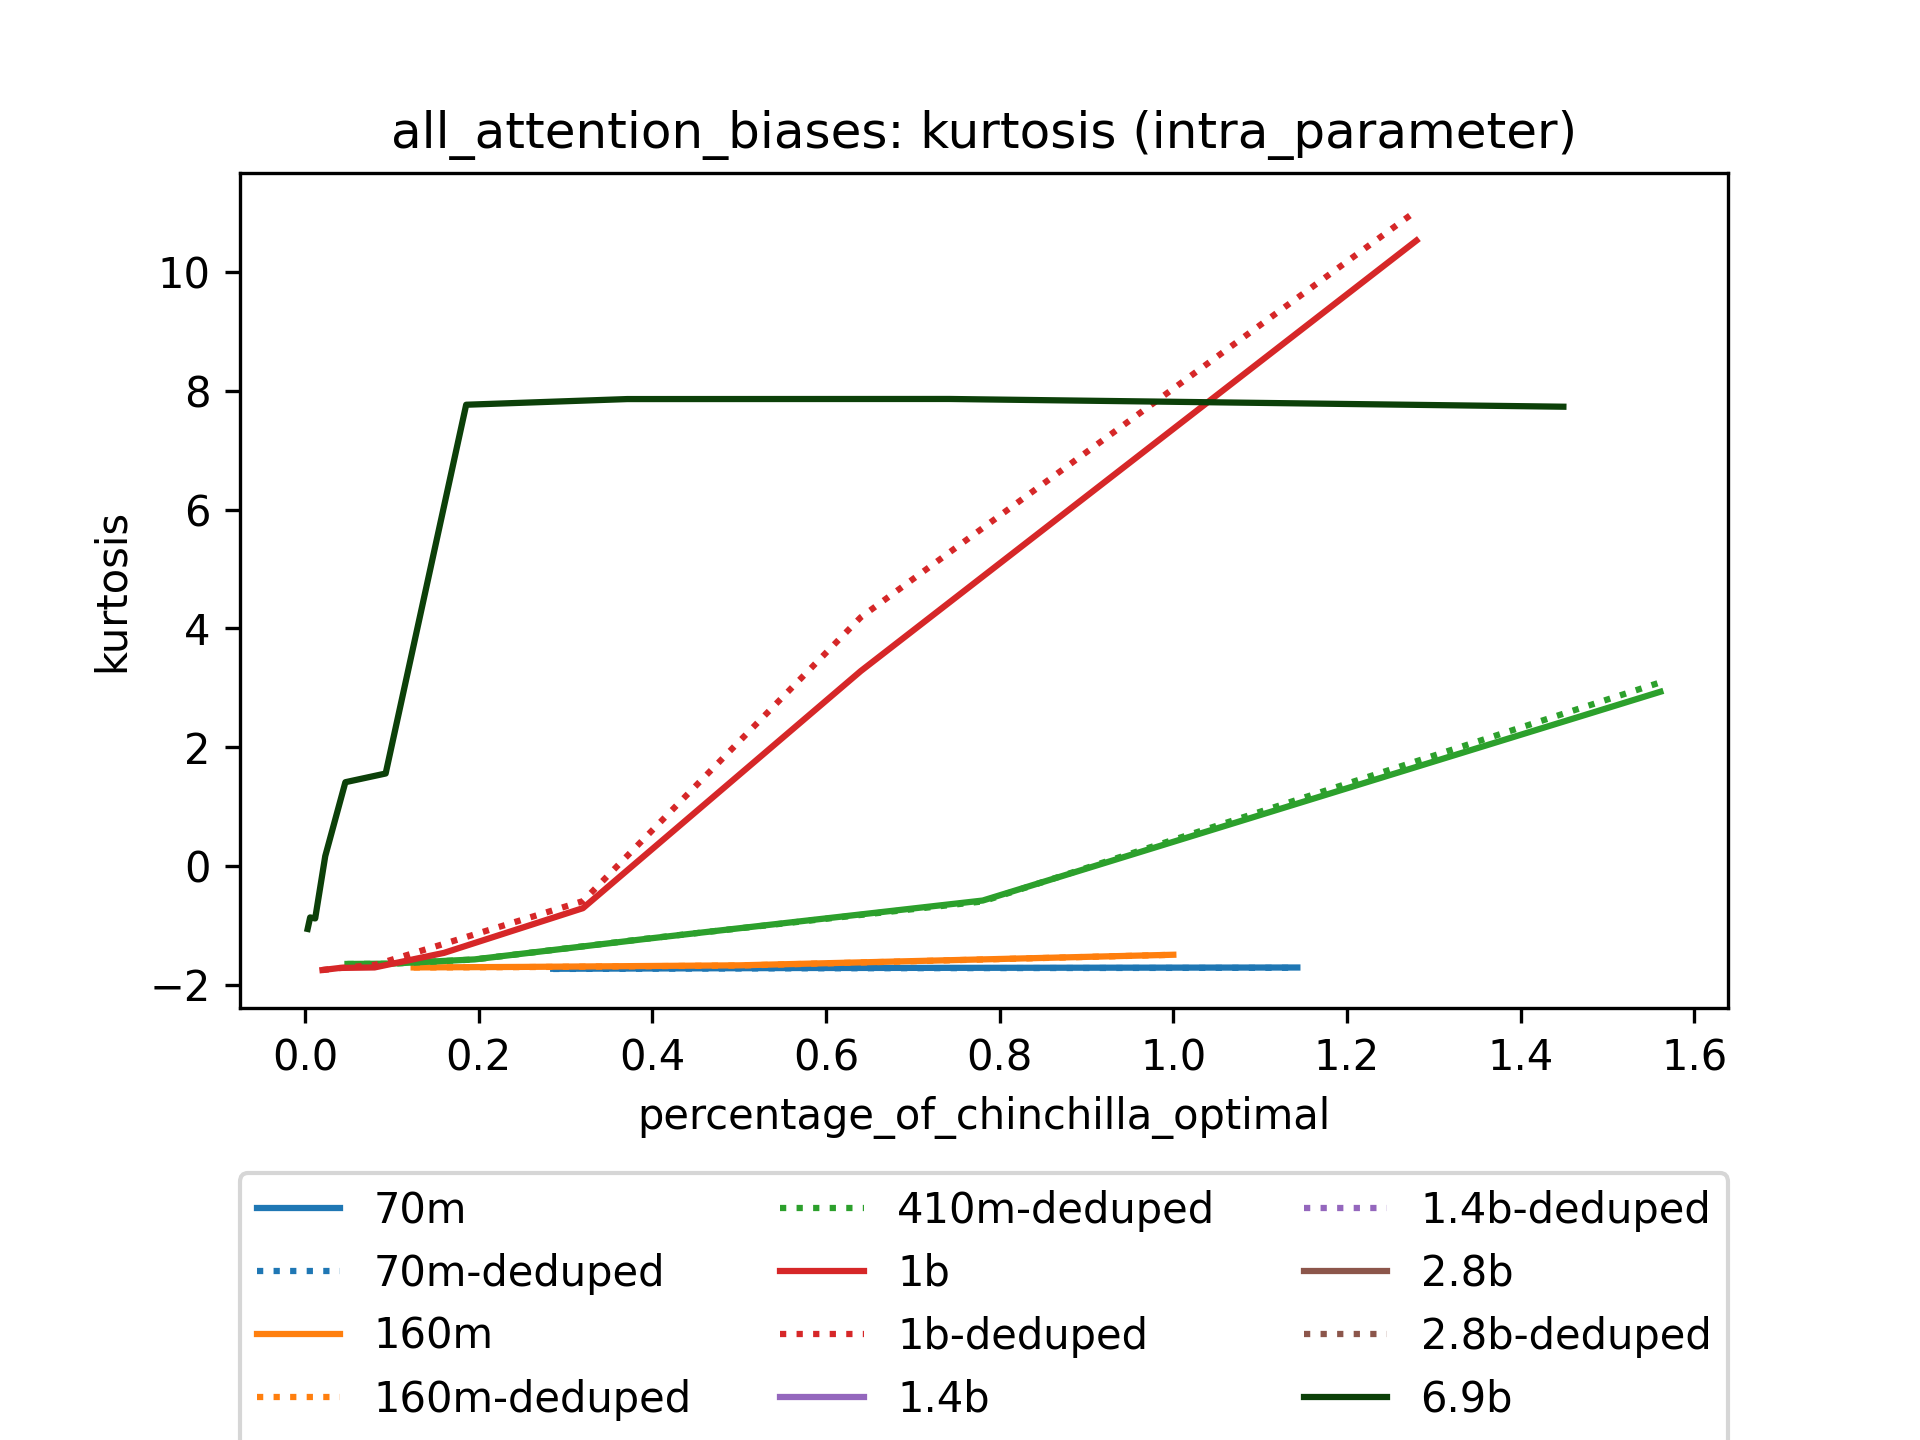 all_attention_biases: kurtosis (intra_parameter)
10
8
6
4
2
0
−2
kurtosis
0.0 0.2 0.4 0.6 0.8 1.0 1.2 1.4 1.6
percentage_of_chinchilla_optimal
70m
70m-deduped
160m
160m-deduped
410m-deduped
1b
1b-deduped
1.4b
1.4b-deduped
2.8b
2.8b-deduped
6.9b